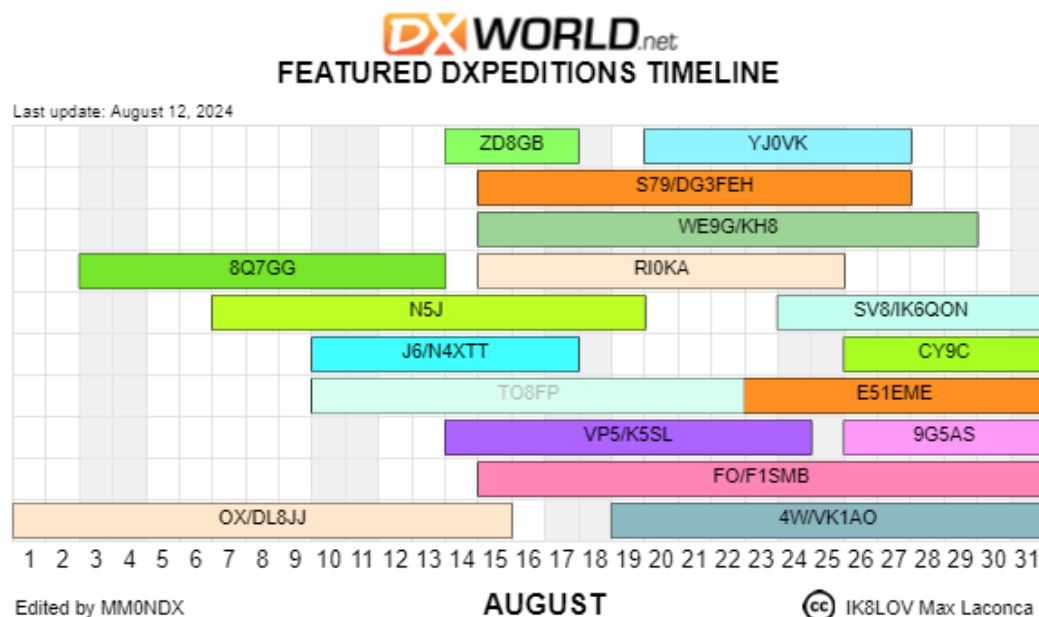 DX WORLD.net
FEATURED DXPEDITIONS TIMELINE
Last update: August 12, 2024
ZD8GB YJ0VK
S79/DG3FEH
WE9G/KH8
8Q7GG RI0KA
N5J SV8/IK6QON
J6/N4XTT CY9C
TO8FP E51EME
VP5/K5SL 9G5AS
FO/F1SMB
OX/DL8JJ 4W/VK1AO
1 2 3 4 5 6 7 8 9 10 11 12 13 14 15 16 17 18 19 20 21 22 23 24 25 26 27 28 29 30 31
Edited by MM0NDX AUGUST cc IK8LOV Max Laconca